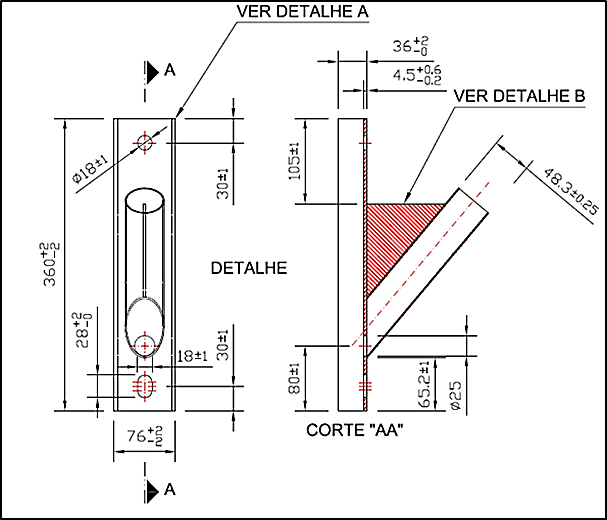 VER DETALHE A
A
36+2-0
4.5+0.6-0.2
VER DETALHE B
Ø18±1
30±1
105±1
48.3±0.25
360+2-2
DETALHE
28+2-0
18±1
30±1
80±1
65.2±1
Ø25
76+2-2
CORTE "AA"
A